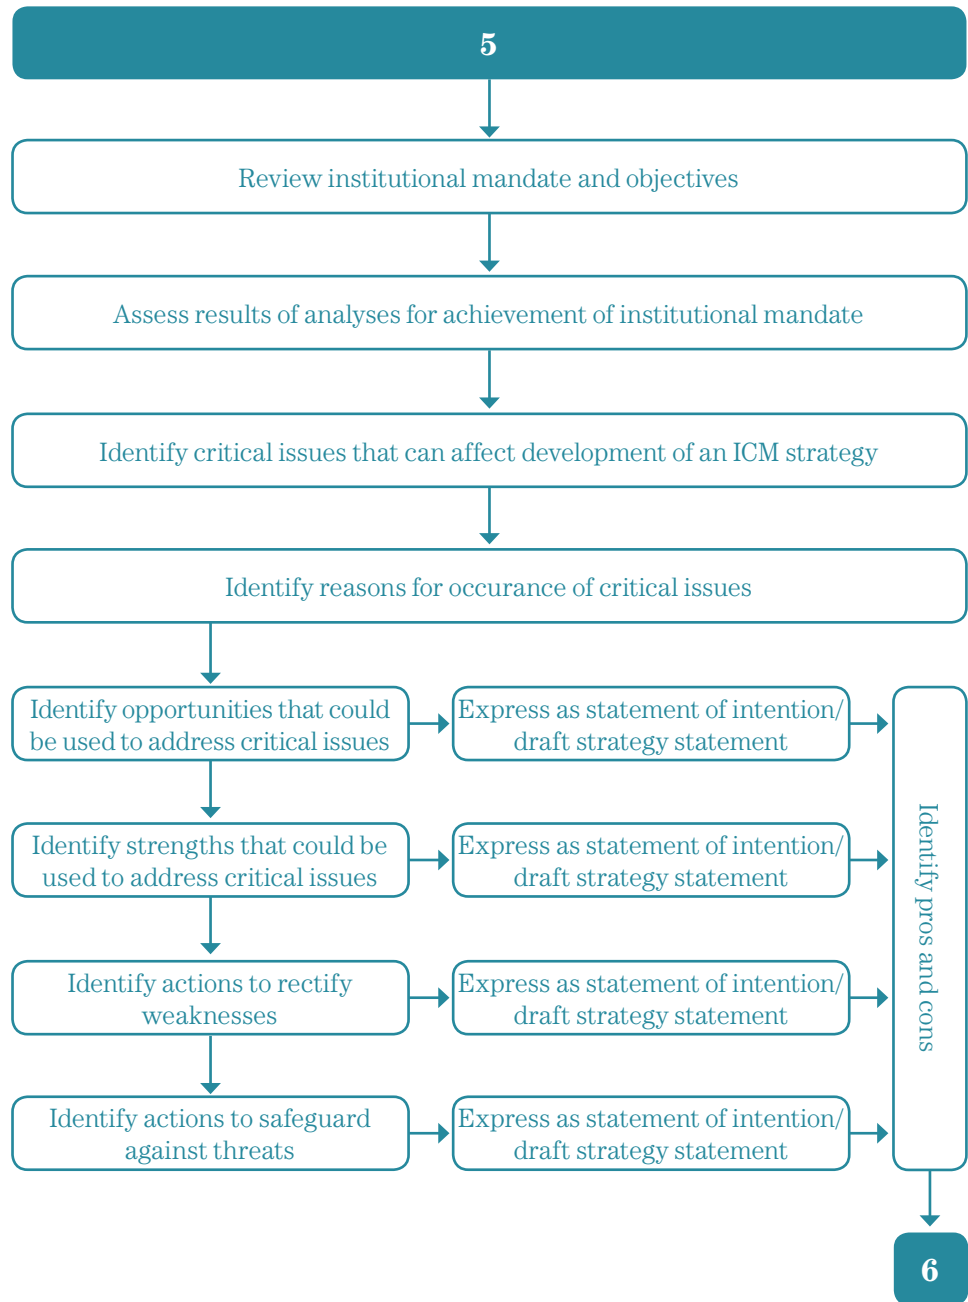 5
Review institutional mandate and objectives
Assess results of analyses for achievement of institutional mandate
Identify critical issues that can affect development of an ICM strategy
Identify reasons for occurance of critical issues
Identify opportunities that could
be used to address critical issues
Express as statement of intention/
draft strategy statement
Identify strengths that could be
used to address critical issues
Express as statement of intention/
draft strategy statement
Identify actions to rectify
weaknesses
Express as statement of intention/
draft strategy statement
Identify actions to safeguard
against threats
Express as statement of intention/
draft strategy statement
Identify pros and cons
6